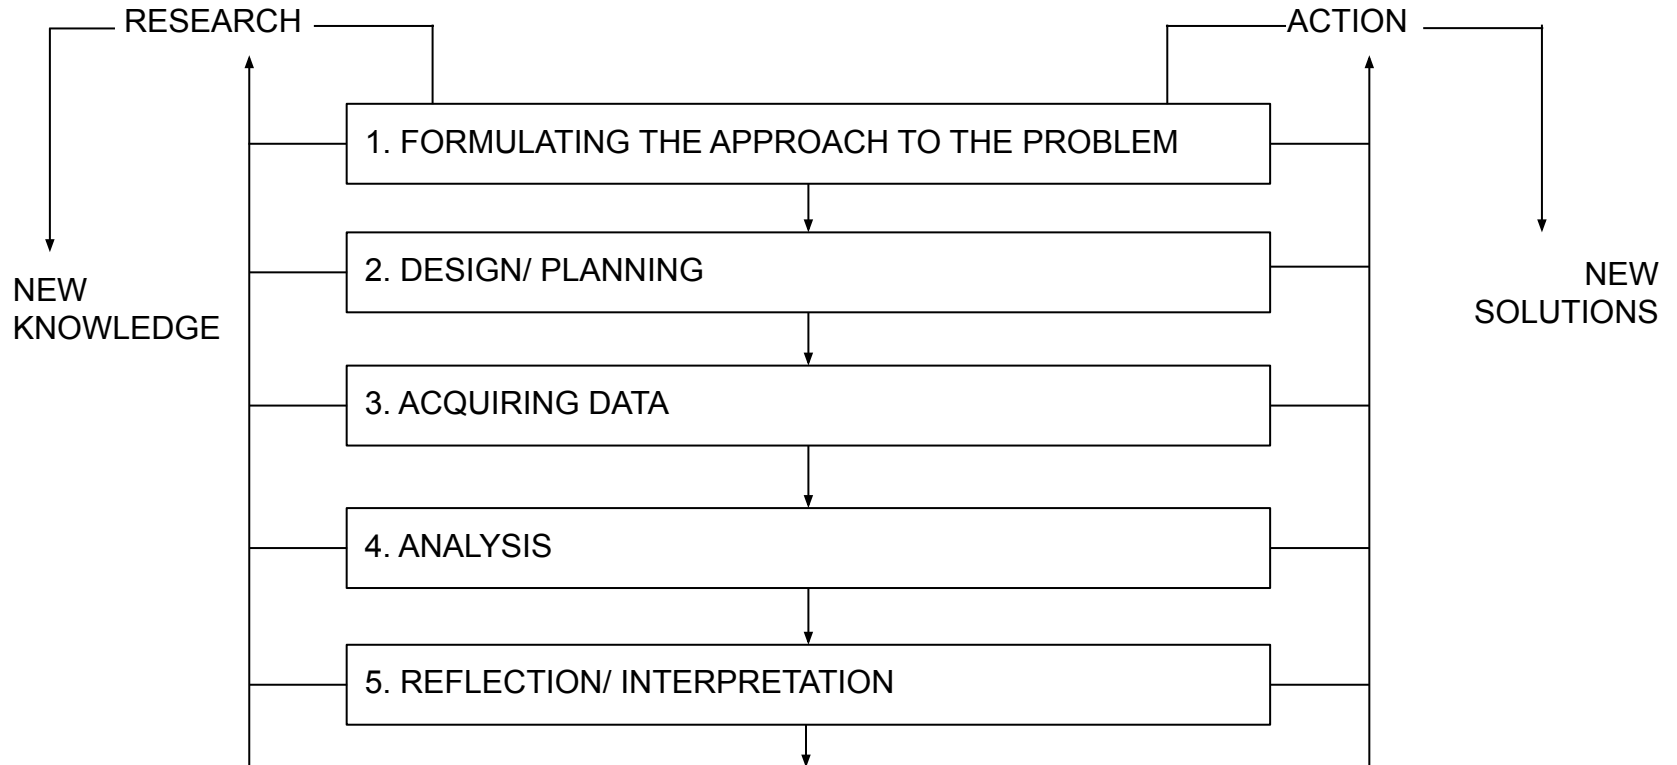 RESEARCH
ACTION
1. FORMULATING THE APPROACH TO THE PROBLEM
2. DESIGN/ PLANNING
NEW
KNOWLEDGE
NEW
SOLUTIONS
3. ACQUIRING DATA
4. ANALYSIS
5. REFLECTION/ INTERPRETATION